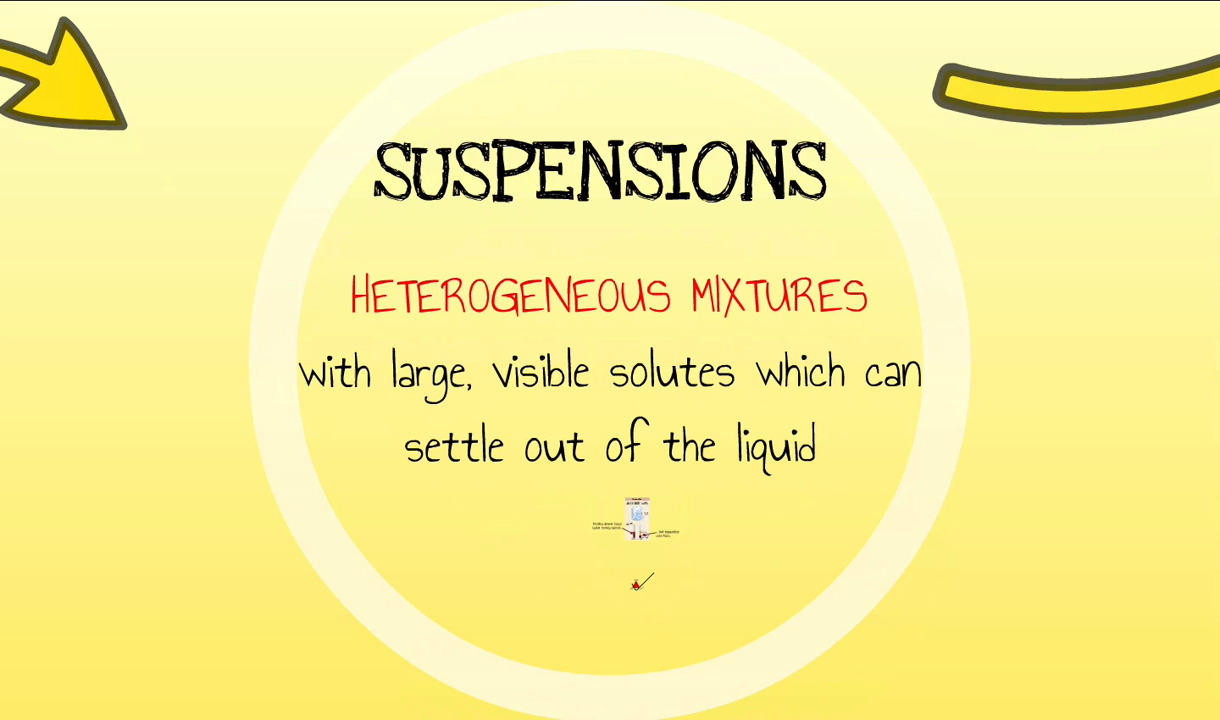 SUSPENSIONS
HETEROGENEOUS MIXTURES
with large, visible solutes which can
settle out of the liquid